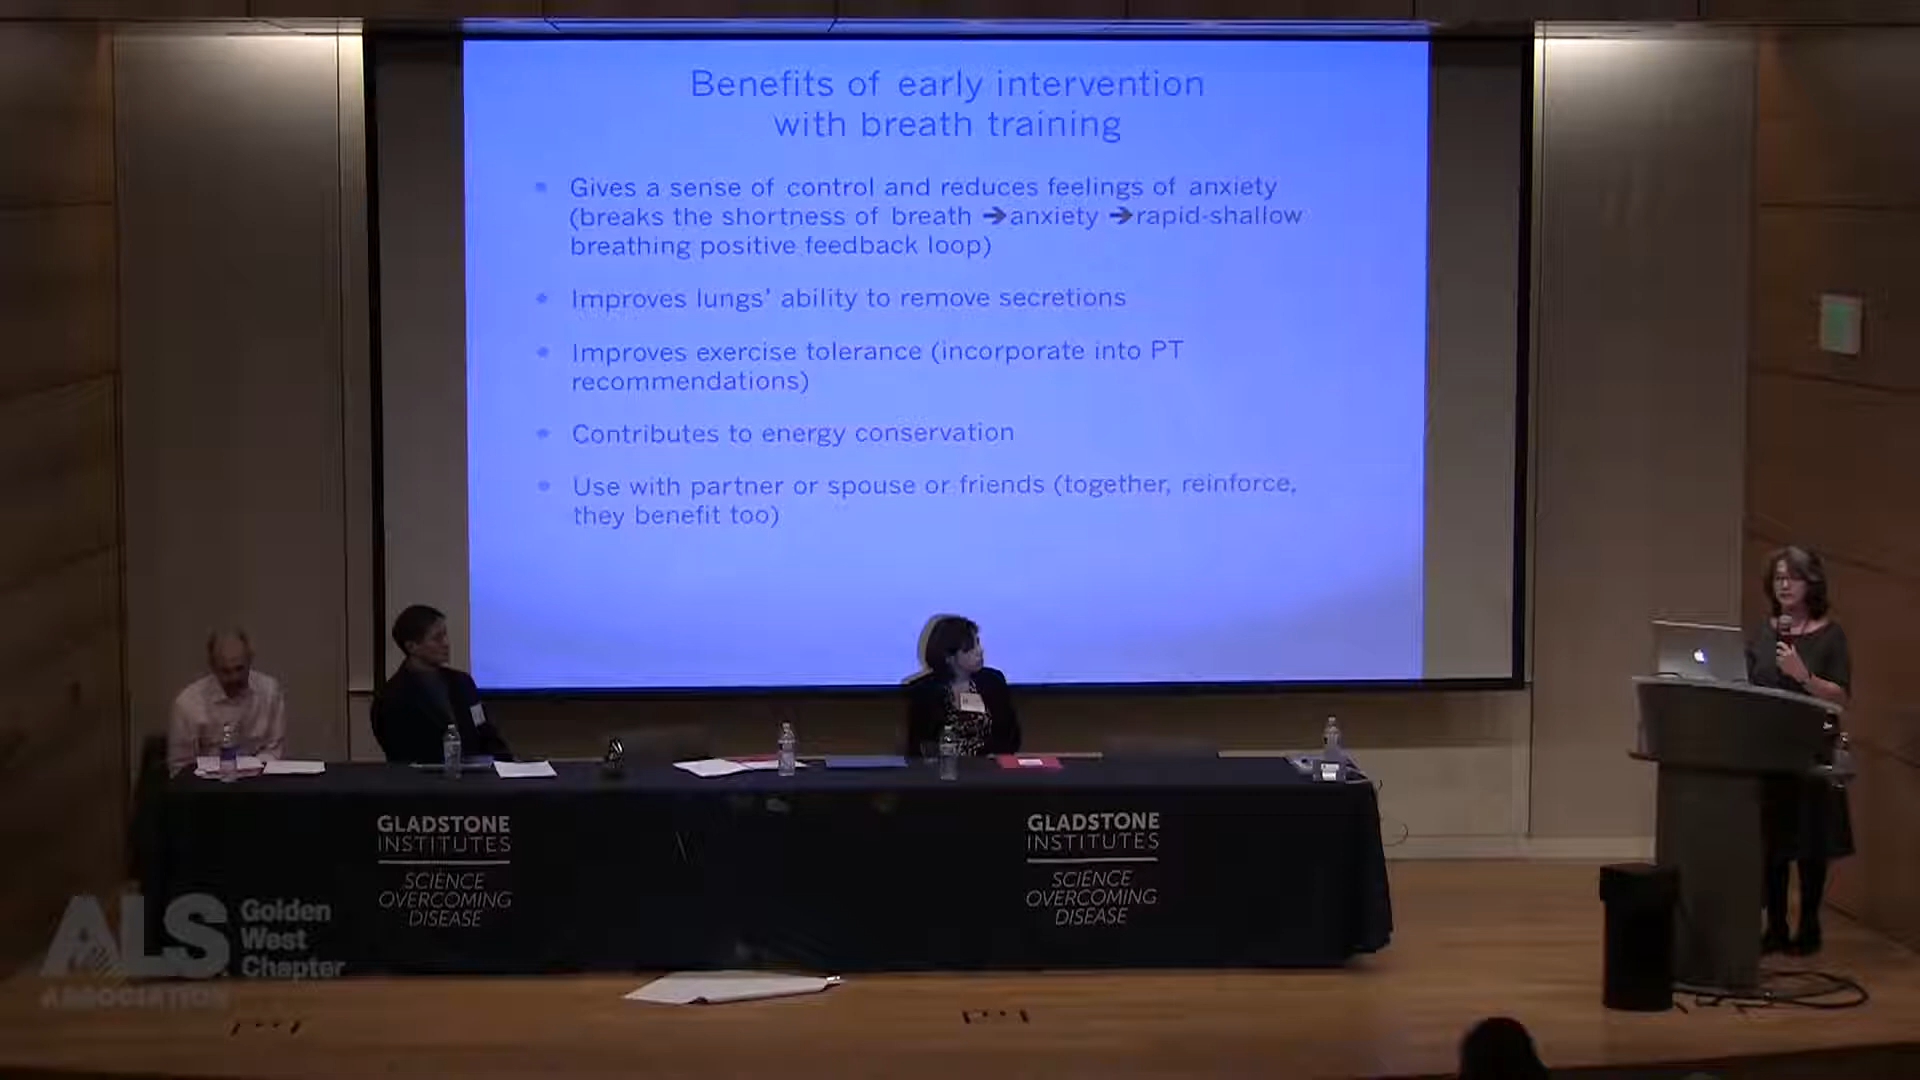 Benefits of early intervention
with breath training
Gives a sense of control and reduces feelings of anxiety
(breaks the shortness of breath ➔anxiety ➔rapid-shallow
breathing positive feedback loop)
Improves lungs' ability to remove secretions
Improves exercise tolerance (incorporate into PT
recommendations)
Contributes to energy conservation
Use with partner or spouse or friends (together, reinforce,
they benefit too)
GLADSTONE
INSTITUTES
SCIENCE
OVERCOMING
DISEASE
GLADSTONE
INSTITUTES
SCIENCE
OVERCOMING
DISEASE
ALS
ASSOCIATION
Golden
West
Chapter